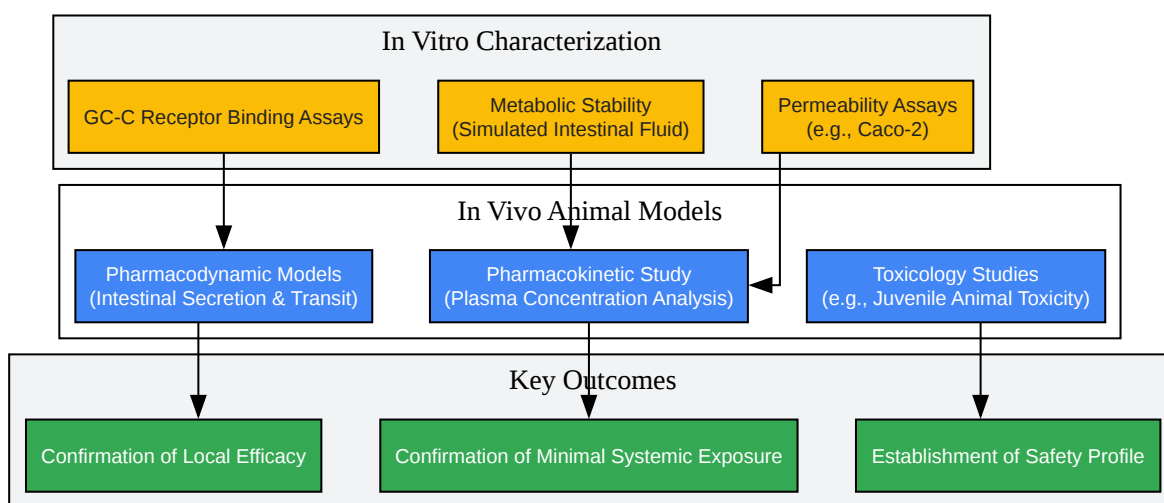 In Vitro Characterization
GC-C Receptor Binding Assays
Metabolic Stability
(Simulated Intestinal Fluid)
Permeability Assays
(e.g., Caco-2)
In Vivo Animal Models
Pharmacodynamic Models
(Intestinal Secretion & Transit)
Pharmacokinetic Study
(Plasma Concentration Analysis)
Toxicology Studies
(e.g., Juvenile Animal Toxicity)
Key Outcomes
Confirmation of Local Efficacy
Confirmation of Minimal Systemic Exposure
Establishment of Safety Profile